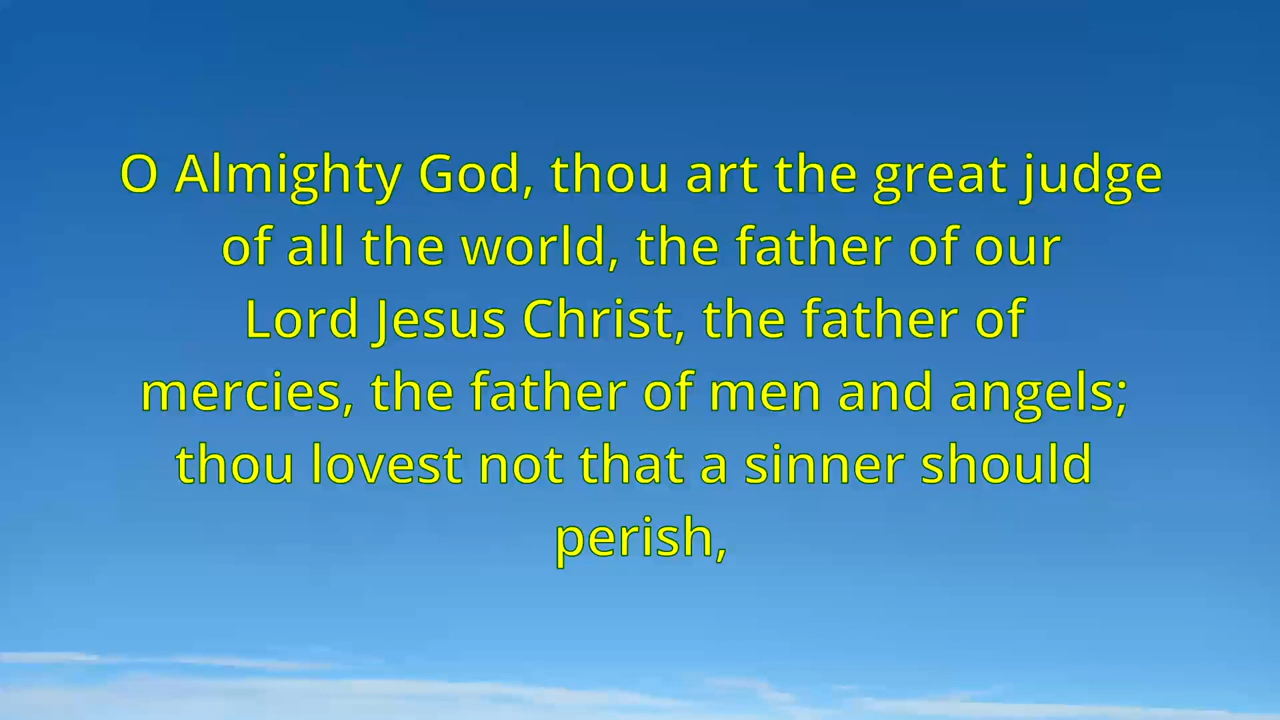 O Almighty God, thou art the great judge
of all the world, the father of our
Lord Jesus Christ, the father of
mercies, the father of men and angels;
thou lovest not that a sinner should
perish,